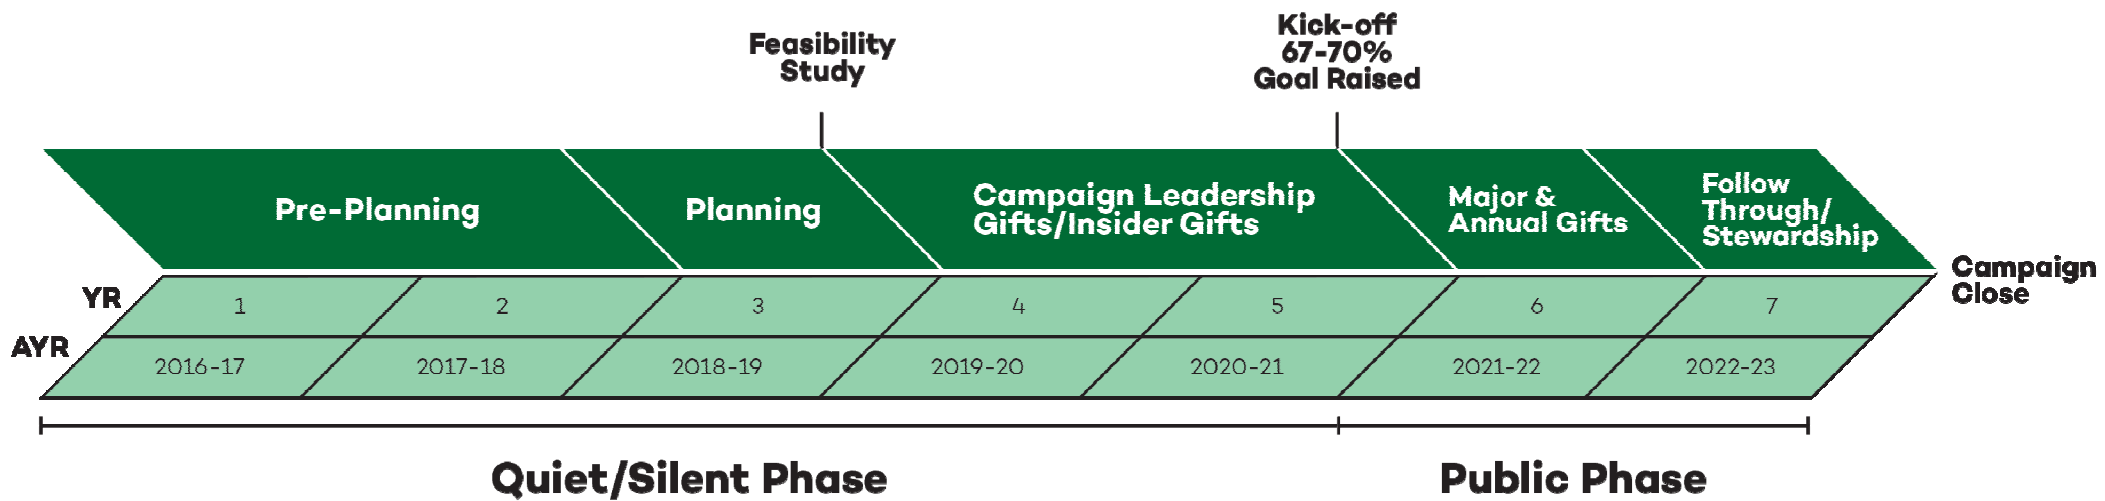 Feasibility
Study
Kick-off
67-70%
Goal Raised
Pre-Planning
Planning
Campaign Leadership
Gifts/Insider Gifts
Major &
Annual Gifts
Follow
Through/
Stewardship
Campaign
Close
YR 1 2 3 4 5 6 7
AYR 2016-17 2017-18 2018-19 2019-20 2020-21 2021-22 2022-23
Quiet/Silent Phase
Public Phase